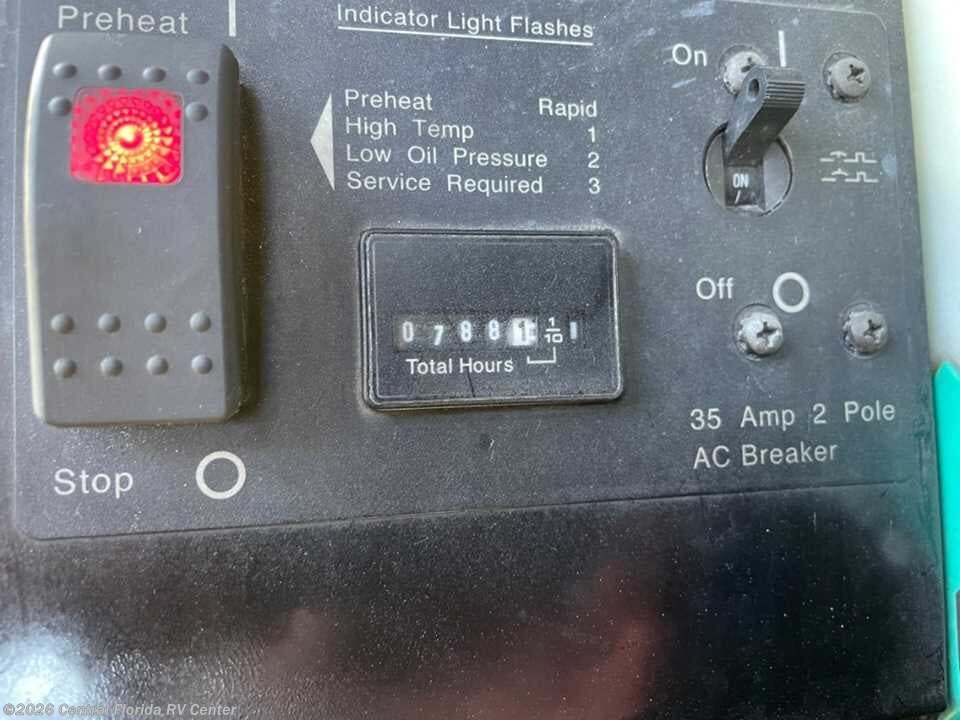 Preheat
Indicator Light Flashes
Preheat Rapid
High Temp 1
Low Oil Pressure 2
Service Required 3
On
ON
07881 1/10
Total Hours
Off
35 Amp 2 Pole
AC Breaker
Stop
©2026 Central Florida RV Center